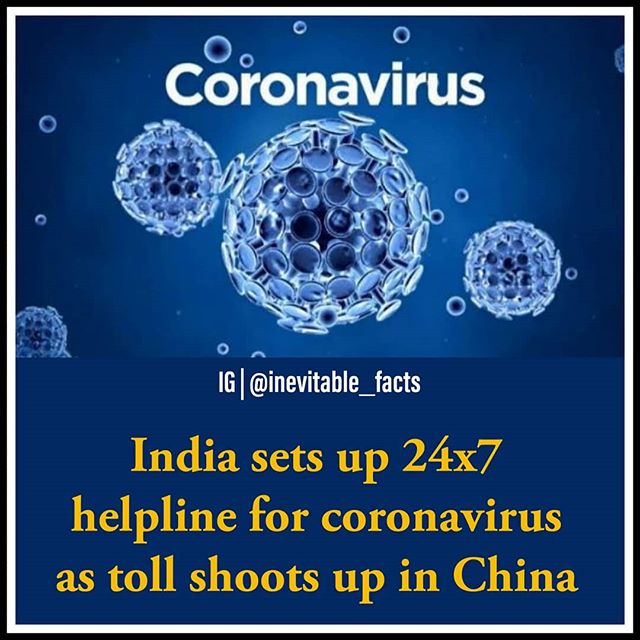 Coronavirus
IG|@inevitable_facts
India sets up 24x7
helpline for coronavirus
as toll shoots up in China